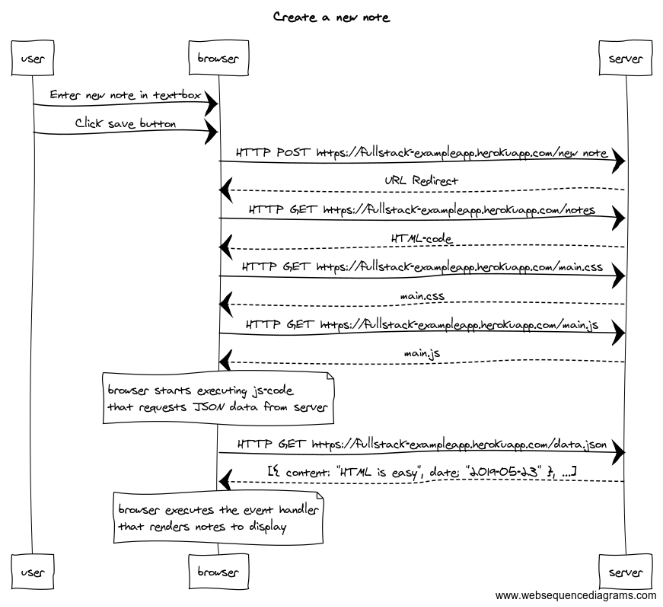 Create a new note
user
browser
server
Enter new note in text-box
Click save button
HTTP POST https://fullstack-exampleapp.herokuapp.com/new note
URL Redirect
HTTP GET https://fullstack-exampleapp.herokuapp.com/notes
HTML-code
HTTP GET https://fullstack-exampleapp.herokuapp.com/main.css
main.css
HTTP GET https://fullstack-exampleapp.herokuapp.com/main.js
main.js
browser starts executing js-code
that requests JSON data from server
HTTP GET https://fullstack-exampleapp.herokuapp.com/data.json
[{ content: "HTML is easy", date: "2019-05-23" }, ...]
browser executes the event handler
that renders notes to display
user
browser
server
www.websequencediagrams.com